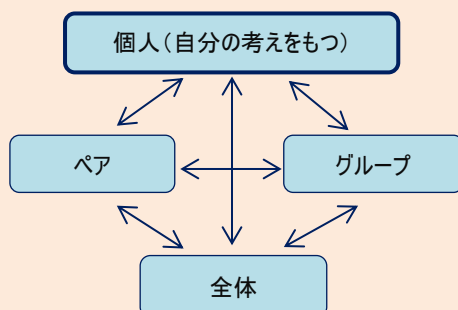 個人（自分の考えをもつ）
ペア
グループ
全体